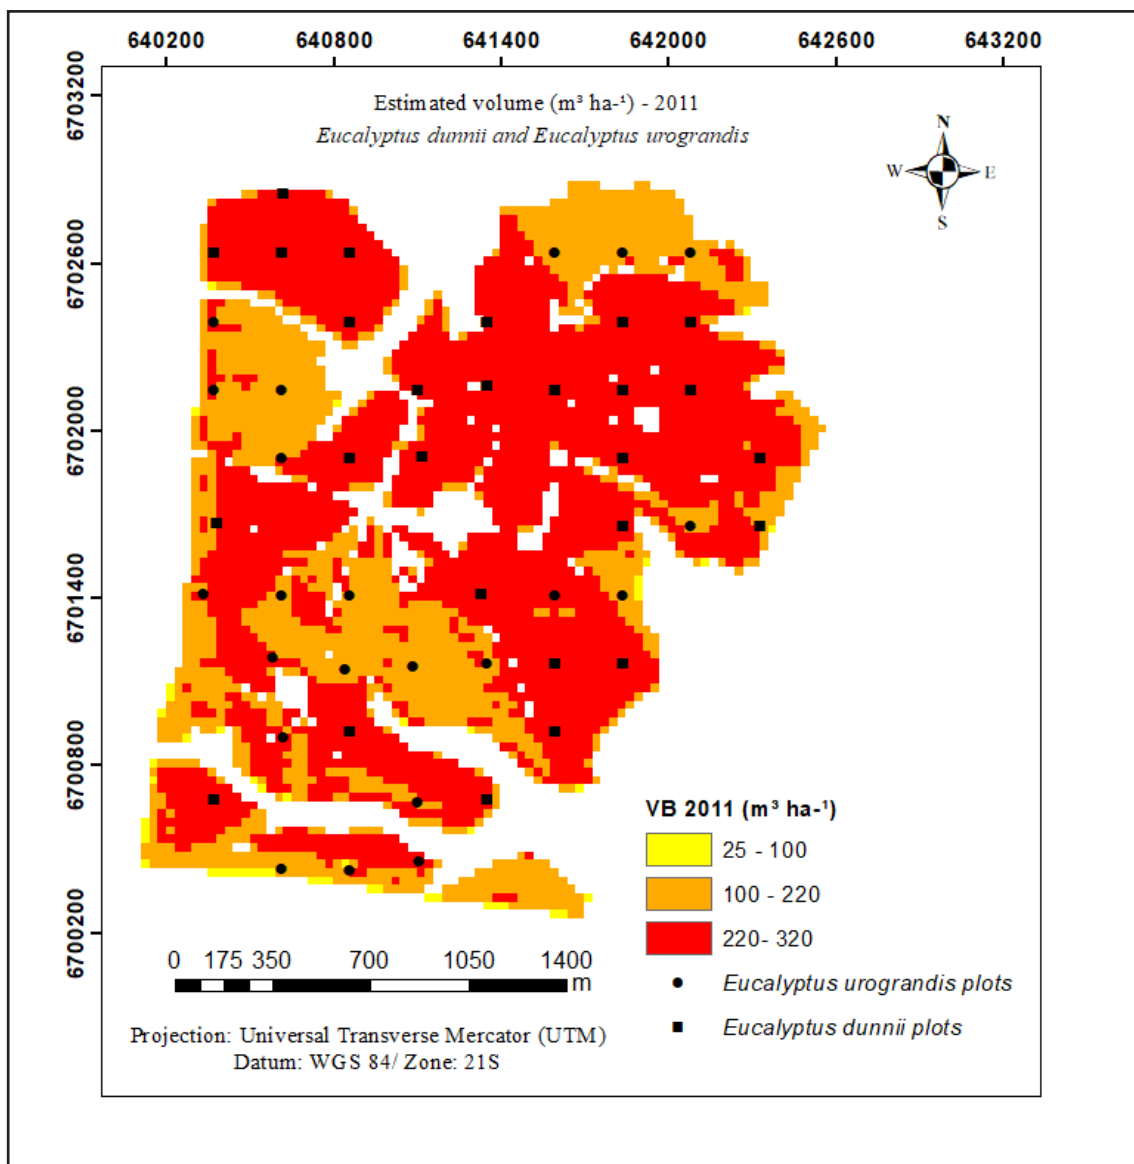 640200 640800 641400 642000 642600 643200
6703200
6702600
6702000
6701400
6700800
6700200
Estimated volume (m³ ha-¹) - 2011
Eucalyptus dunnii and Eucalyptus urograndis
N
W E
S
VB 2011 (m³ ha-¹)
25 - 100
100 - 220
220- 320
Eucalyptus urograndis plots
Eucalyptus dunnii plots
0 175 350 700 1050 1400
m
Projection: Universal Transverse Mercator (UTM)
Datum: WGS 84/ Zone: 21S